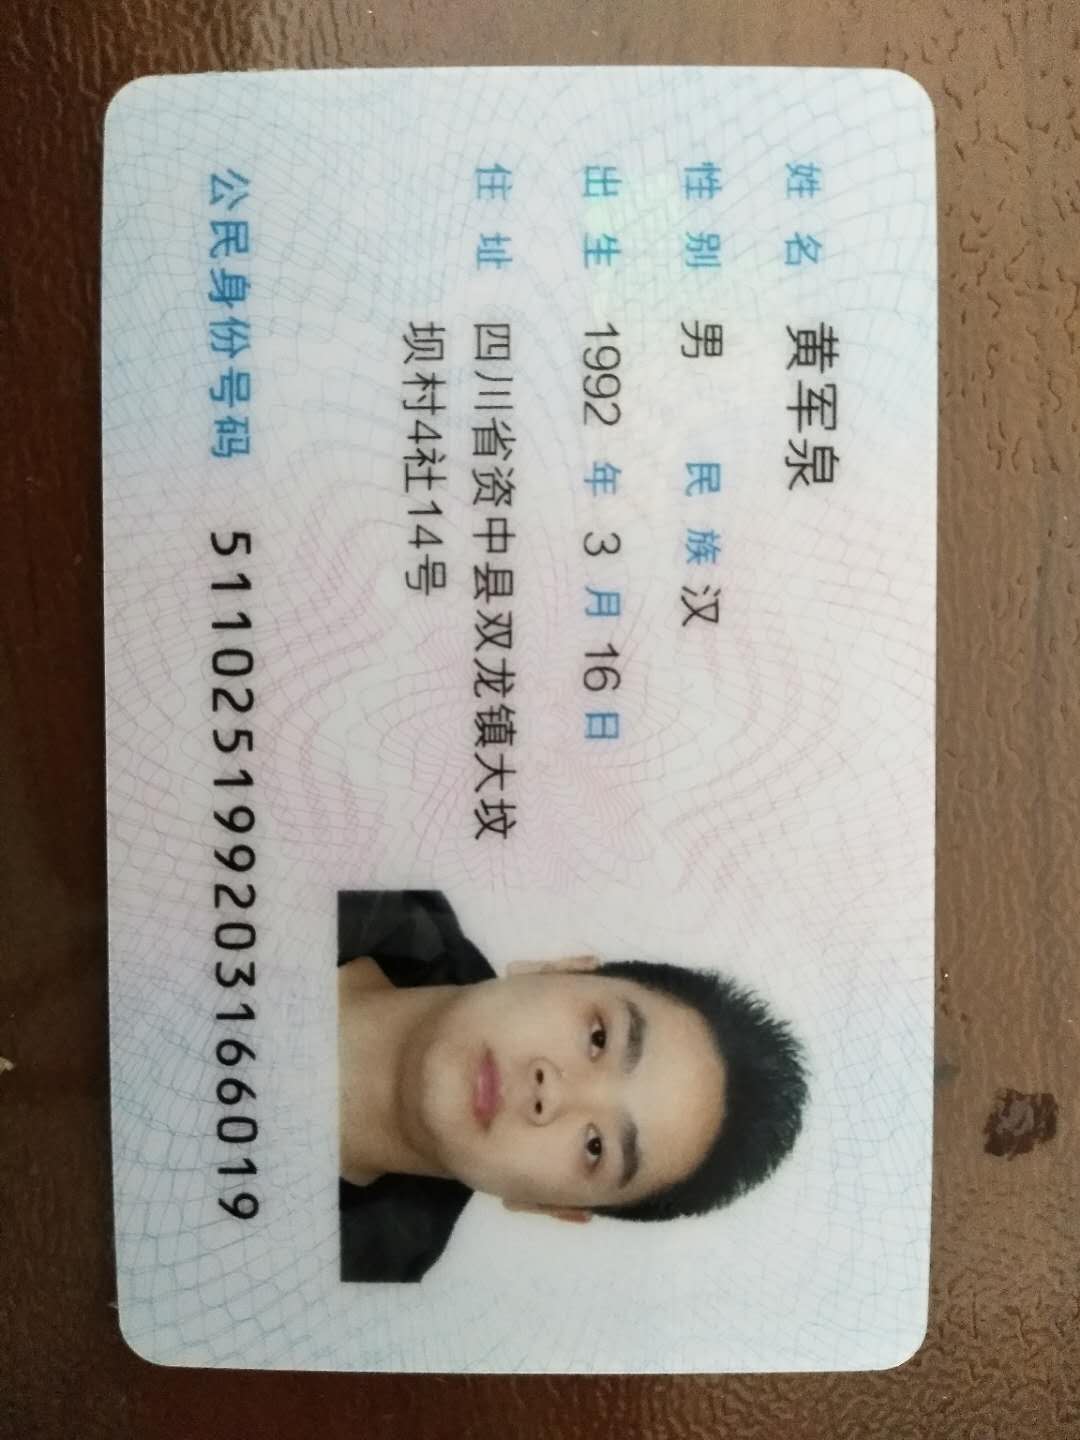 姓名 黄军泉
性别 男 民族 汉
出生 1992 年 3 月 16 日
住址 四川省资中县双龙镇大坟
坝村4社14号
公民身份号码 511025199203166019